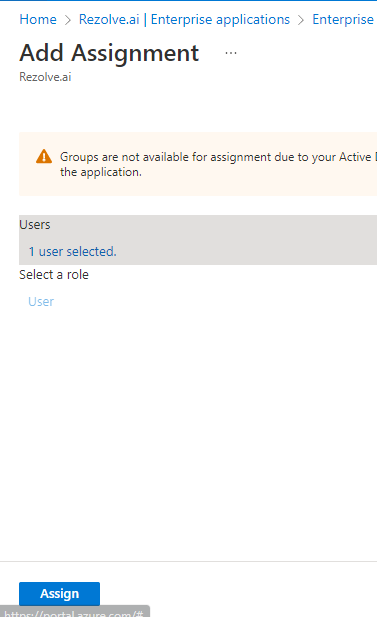 Home > Rezolve.ai | Enterprise applications > Enterprise
Add Assignment ...
Rezolve.ai
Groups are not available for assignment due to your Active
the application.
Users
1 user selected.
Select a role
User
Assign
https://portal.azure.com/#